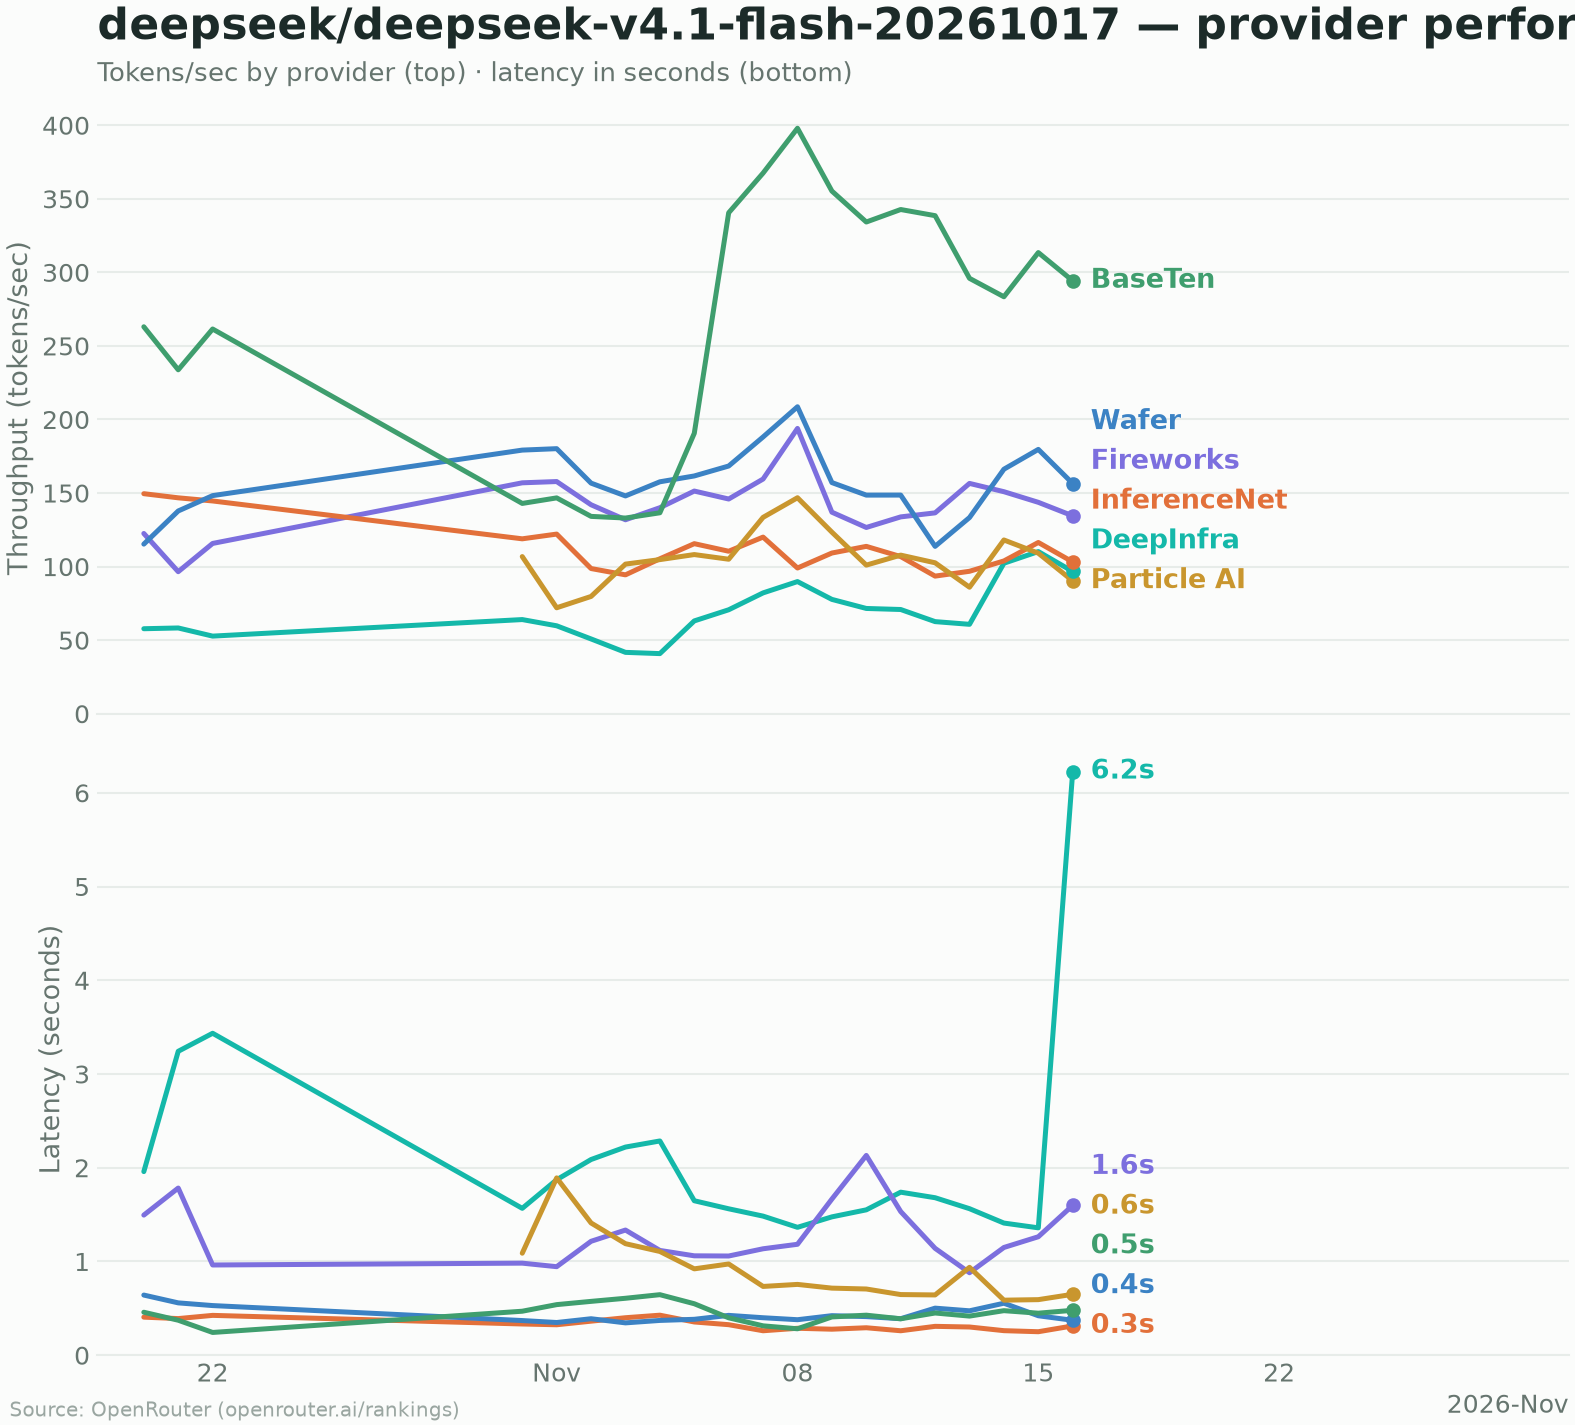 deepseek/deepseek-v4.1-flash-20261017 — provider perfor
Tokens/sec by provider (top) · latency in seconds (bottom)
Throughput (tokens/sec)
400
350
300
250
200
150
100
50
0
BaseTen
Wafer
Fireworks
InferenceNet
DeepInfra
Particle AI
Latency (seconds)
6
5
4
3
2
1
0
6.2s
1.6s
0.6s
0.5s
0.4s
0.3s
22
Nov
08
15
22
2026-Nov
Source: OpenRouter (openrouter.ai/rankings)